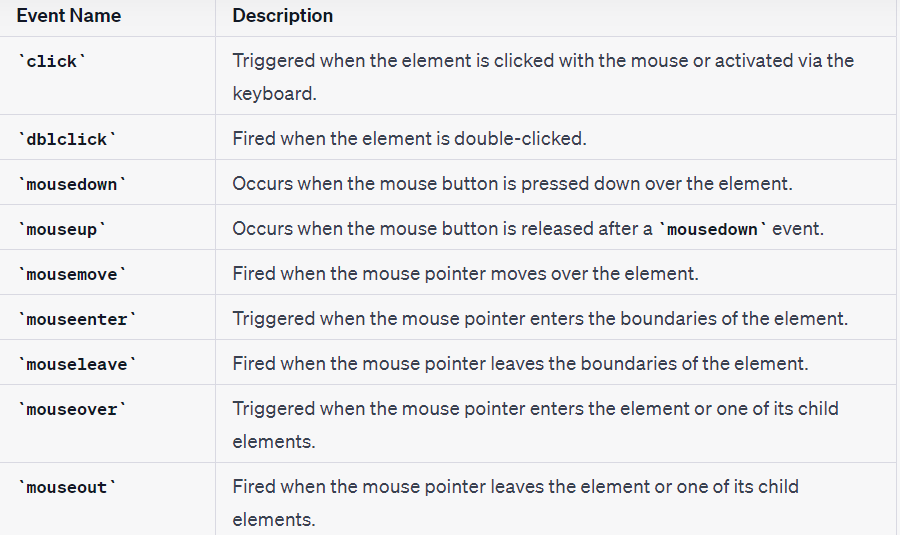 Event Name Description
`click` Triggered when the element is clicked with the mouse or activated via the
keyboard.
`dblclick` Fired when the element is double-clicked.
`mousedown` Occurs when the mouse button is pressed down over the element.
`mouseup` Occurs when the mouse button is released after a `mousedown` event.
`mousemove` Fired when the mouse pointer moves over the element.
`mouseenter` Triggered when the mouse pointer enters the boundaries of the element.
`mouseleave` Fired when the mouse pointer leaves the boundaries of the element.
`mouseover` Triggered when the mouse pointer enters the element or one of its child
elements.
`mouseout` Fired when the mouse pointer leaves the element or one of its child
elements.